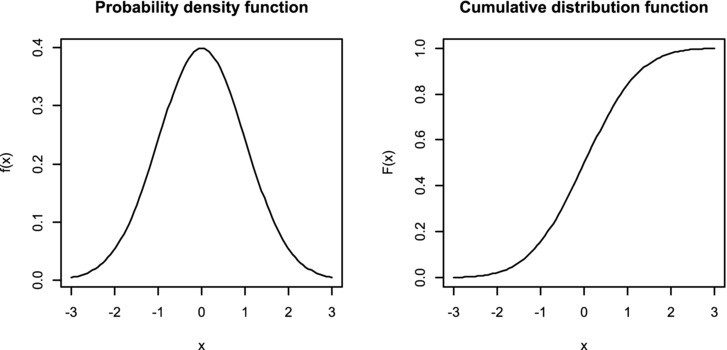 Probability density function
f(x)
0.4
0.3
0.2
0.1
0.0
-3 -2 -1 0 1 2 3
x
Cumulative distribution function
F(x)
1.0
0.8
0.6
0.4
0.2
0.0
-3 -2 -1 0 1 2 3
x